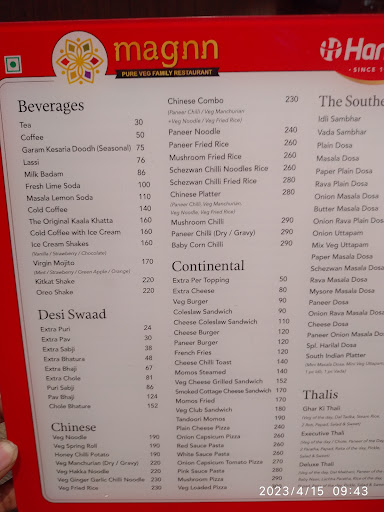 magnn
PURE VEG FAMILY RESTAURANT
Har
SINCE 1
Beverages
Tea 30
Coffee 50
Garam Kesaria Doodh (Seasonal) 75
Lassi 76
Milk Badam 86
Fresh Lime Soda 100
Masala Lemon Soda 110
Cold Coffee 140
The Original Kaala Khatta 160
Cold Coffee with Ice Cream 160
Ice Cream Shakes 160
(Vanilla / Strawberry / Chocolate)
Virgin Mojito 170
(Mint / Strawberry / Green Apple / Orange)
Kitkat Shake 220
Oreo Shake 220
Desi Swaad
Extra Puri 24
Extra Pav 30
Extra Sabji 38
Extra Bhatura 48
Extra Bhaji 67
Extra Chole 81
Puri Sabji 86
Pav Bhaji 124
Chole Bhature 152
Chinese
Veg Noodle 190
Veg Spring Roll 190
Honey Chilli Potato 190
Veg Manchurian (Dry / Gravy) 220
Veg Hakka Noodle 220
Veg Ginger Garlic Chilli Noodle 230
Veg Fried Rice 230
Chinese Combo 230
(Paneer Chilli / Veg Manchurian
+Veg Noodle / Veg Fried Rice)
Paneer Noodle 240
Paneer Fried Rice 260
Mushroom Fried Rice 260
Schezwan Chilli Noodles Rice 260
Schezwan Chilli Fried Rice 280
Chinese Platter 280
(Paneer Chilli, Veg Manchurian,
Veg Noodle, Veg Fried Rice)
Mushroom Chilli 290
Paneer Chilli (Dry / Gravy) 290
Baby Corn Chilli 290
Continental
Extra Per Topping 50
Extra Cheese 80
Veg Burger 90
Coleslaw Sandwich 90
Coleslaw Cheese Sandwich 110
Cheese Burger 120
Paneer Burger 120
French Fries 120
Chilli Cheese Toast 140
Momos Steamed 140
Veg Cheese Grilled Sandwich 152
Smoked Cottage Cheese Sandwich 170
Momos Fried 170
Veg Club Sandwich 180
Tandoori Momos 190
Plain Cheese Pizza
Onion Capsicum Pizza
Red Sauce Pasta
White Sauce Pasta
Onion Capsicum Tomato Pizza
Pink Sauce Pasta
Mushroom Pizza
Veg Loaded Pizza
The Southe
Idli Sambhar
Vada Sambhar
Plain Dosa
Masala Dosa
Paper Plain Dosa
Rava Plain Dosa
Onion Masala Dosa
Butter Masala Dosa
Onion Rava Plain Dos
Onion Uttapam
Mix Veg Uttapam
Paper Masala Dosa
Schezwan Masala Dosa
Rava Masala Dosa
Mysore Masala Dosa
Paneer Dosa
Onion Rava Masala Dosa
Cheese Dosa
Paneer Onion Masala Do
Spl. Harilal Dosa
South Indian Platter
Thalis
Ghar Ki Thali
Executive Thali
Deluxe Thali
2023/4/15 09:43